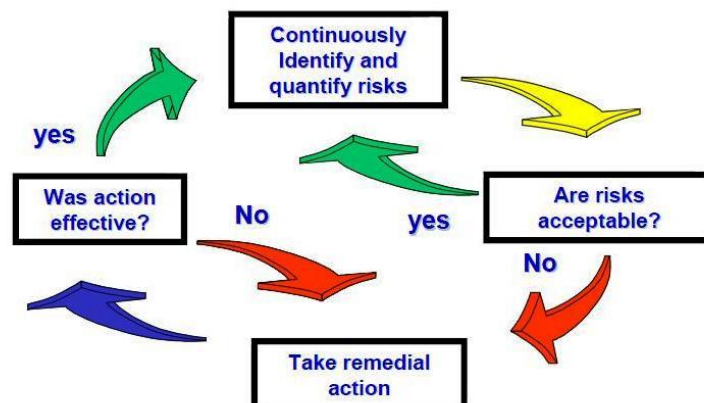 Continuously
Identify and
quantify risks
yes
Was action
effective?
No
yes
Are risks
acceptable?
No
Take remedial
action